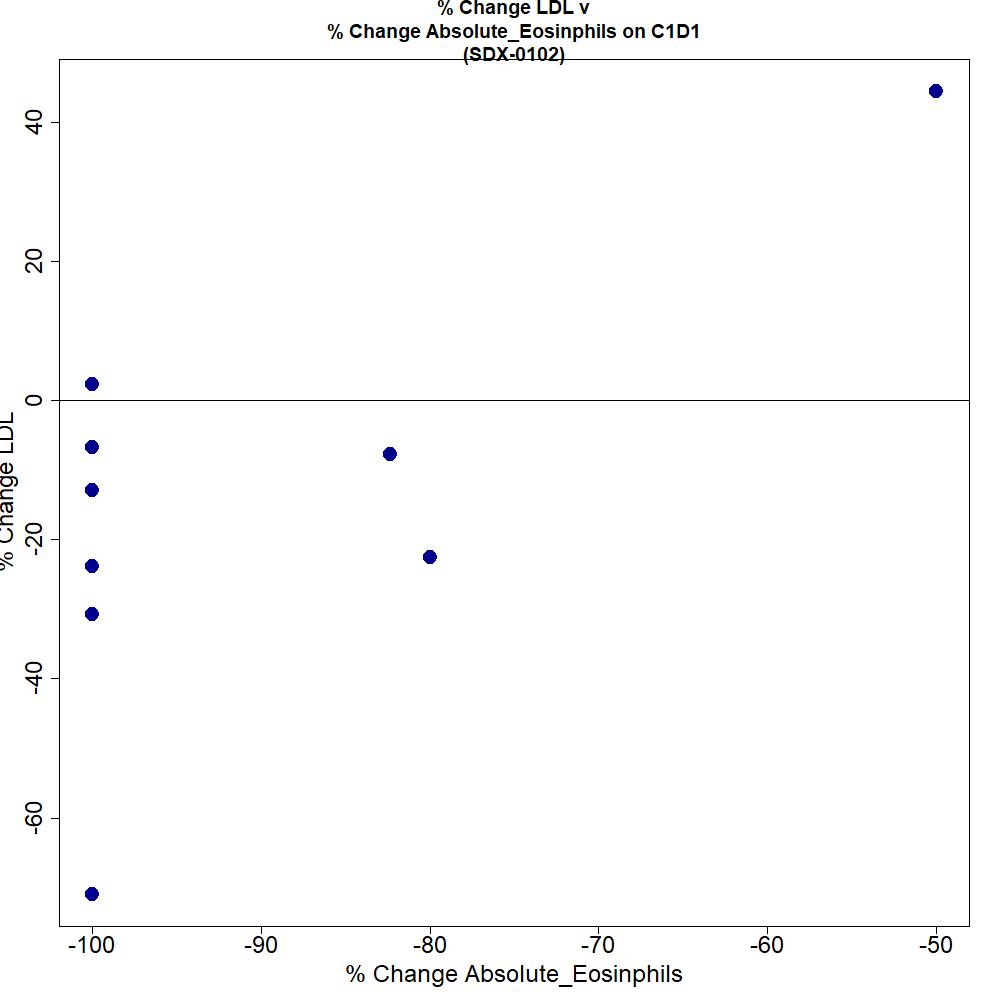 % Change LDL v
% Change Absolute_Eosinphils on C1D1
(SDX-0102)
% Change LDL
40
20
0
-20
-40
-60
-100
-90
-80
-70
-60
-50
% Change Absolute_Eosinphils